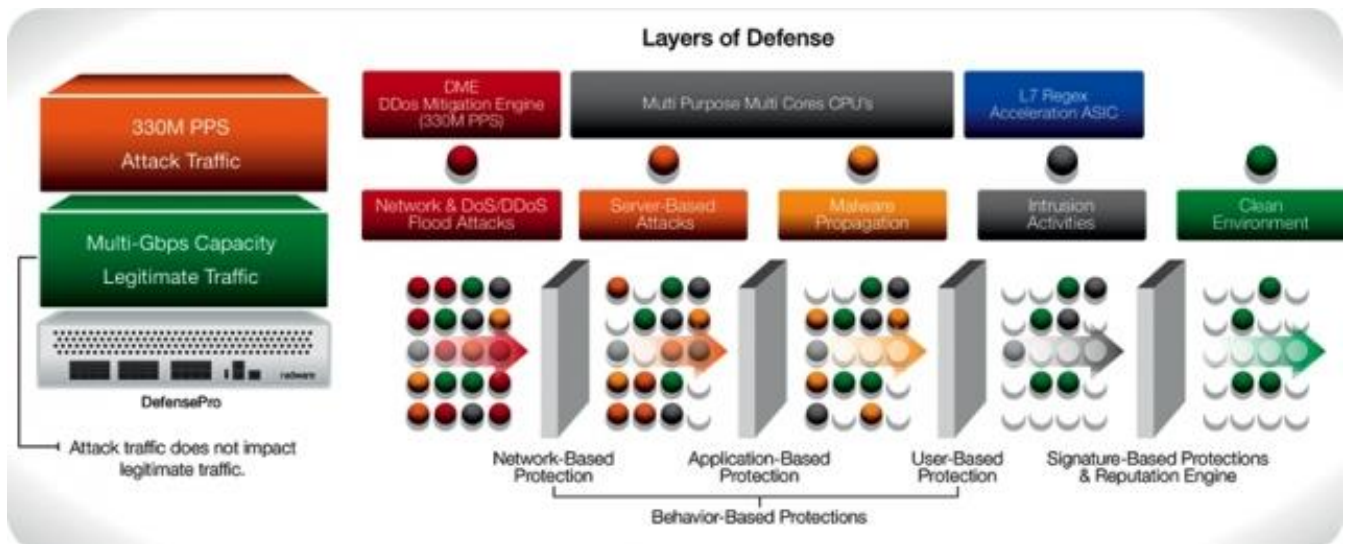 Layers of Defense
330M PPS
Attack Traffic
Multi-Gbps Capacity
Legitimate Traffic
radware
DefensePro
Attack traffic does not impact
legitimate traffic.
DME
DDos Mitigation Engine
(330M PPS)
Multi Purpose Multi Cores CPU's
L7 Regex
Acceleration ASIC
Network & DoS/DDoS
Flood Attacks
Server-Based
Attacks
Malware
Propagation
Intrusion
Activities
Clean
Environment
Network-Based
Protection
Application-Based
Protection
User-Based
Protection
Signature-Based Protections
& Reputation Engine
Behavior-Based Protections